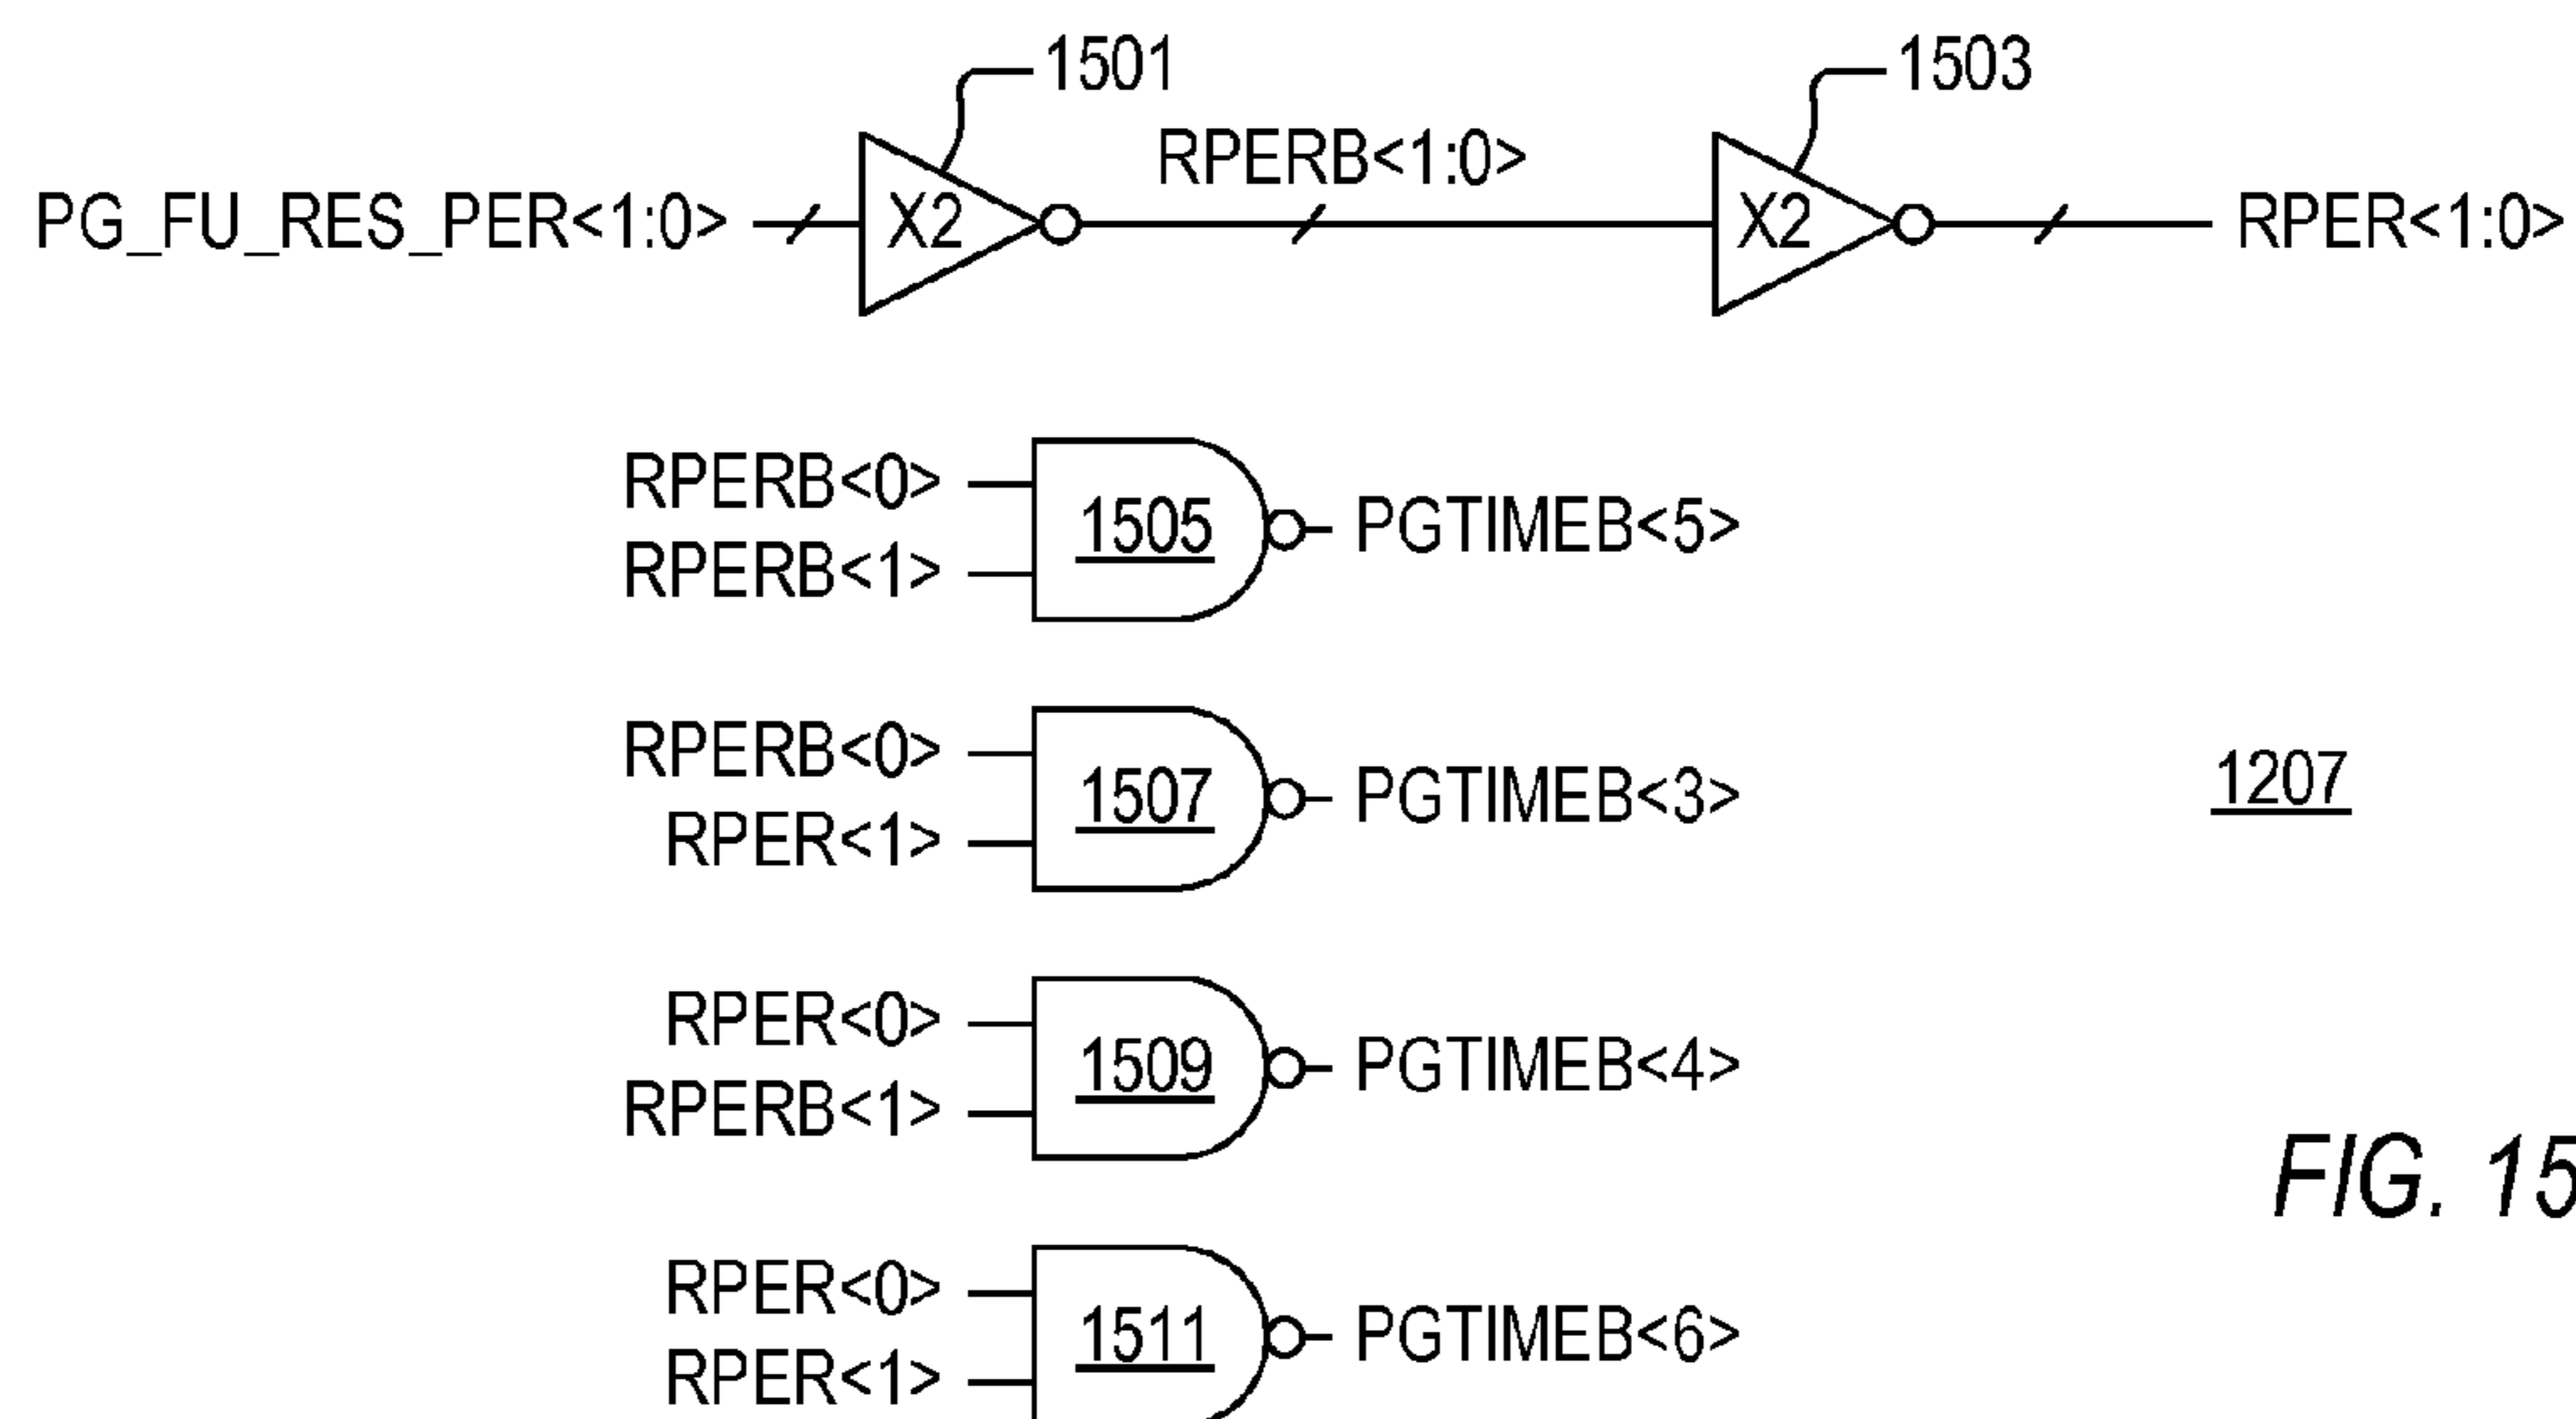 1501
1503
PG_FU_RES_PER<1:0>
X2
RPERB<1:0>
X2
RPER<1:0>
RPERB<0>
RPERB<1>
1505
PGTIMEB<5>
RPERB<0>
RPER<1>
1507
PGTIMEB<3>
1207
RPER<0>
RPERB<1>
1509
PGTIMEB<4>
FIG. 15
RPER<0>
RPER<1>
1511
PGTIMEB<6>